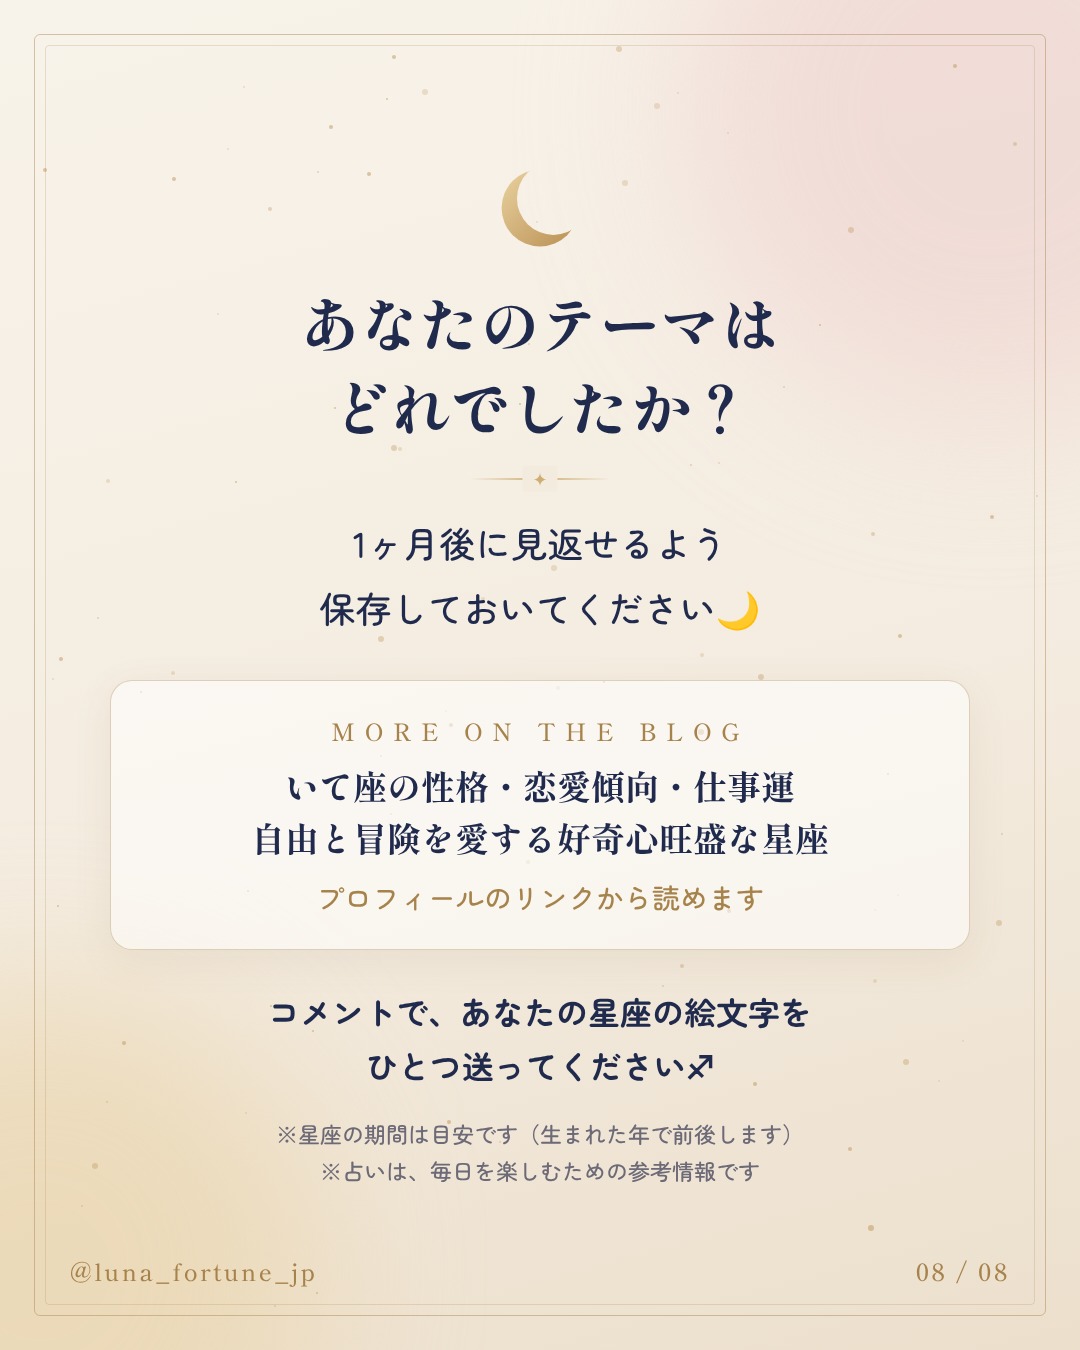 あなたのテーマは
どれでしたか？
1ヶ月後に見返せるよう
保存しておいてください🌙
MORE ON THE BLOG
いて座の性格・恋愛傾向・仕事運
自由と冒険を愛する好奇心旺盛な星座
プロフィールのリンクから読めます
コメントで、あなたの星座の絵文字を
ひとつ送ってください♐
※星座の期間は目安です（生まれた年で前後します）
※占いは、毎日を楽しむための参考情報です
@luna_fortune_jp
08 / 08